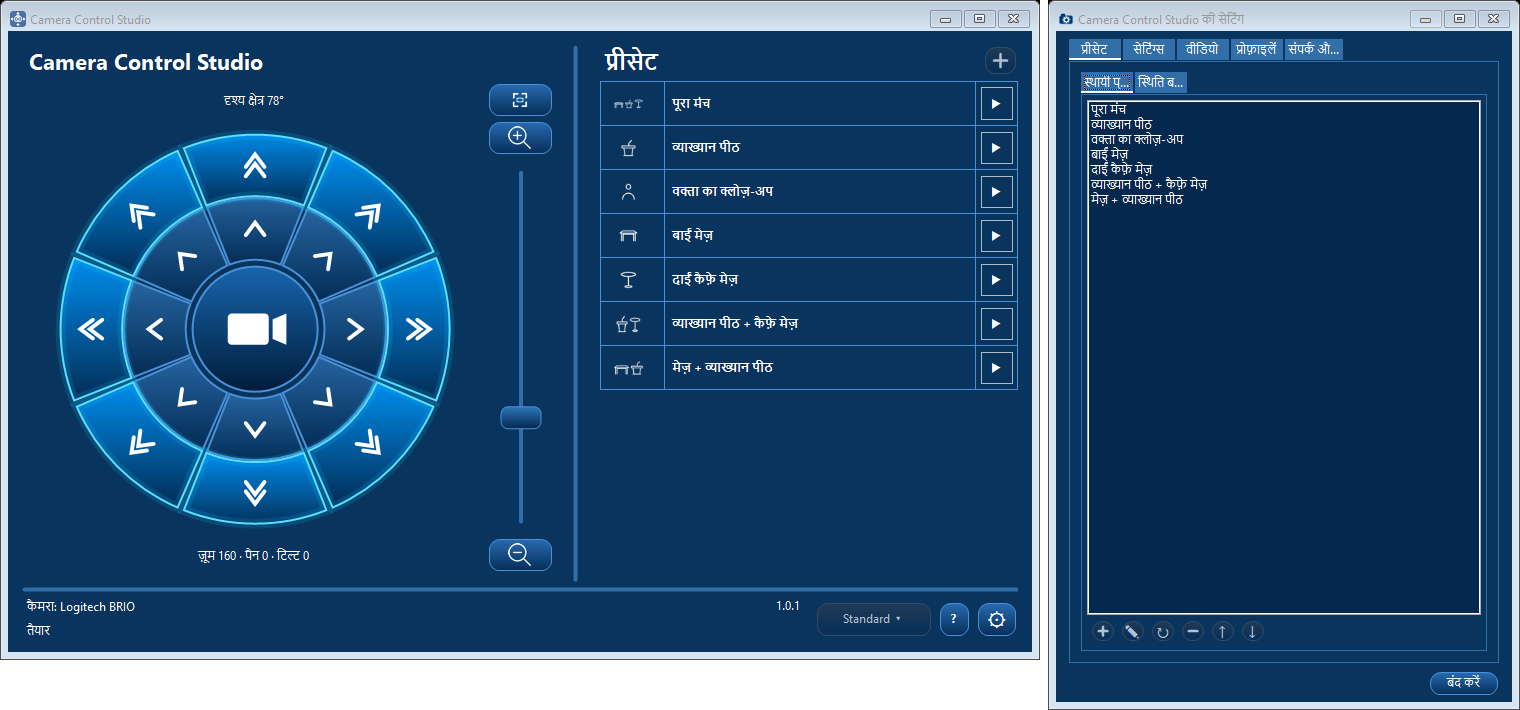 Camera Control Studio
Camera Control Studio
दृश्य क्षेत्र 78°
ज़ूम 160 · पैन 0 · टिल्ट 0
प्रीसेट
पूरा मंच
व्याख्यान पीठ
वक्ता का क्लोज़-अप
बाईं मेज़
दाईं कैफ़े मेज़
व्याख्यान पीठ + कैफ़े मेज़
मेज़ + व्याख्यान पीठ
कैमरा: Logitech BRIO
तैयार
1.0.1
Standard
?
Camera Control Studio की सेटिंग
प्रीसेट सेटिंग्स वीडियो प्रोफ़ाइलें संपर्क औ...
स्थायी प्... स्थिति ब...
पूरा मंच
व्याख्यान पीठ
वक्ता का क्लोज़-अप
बाईं मेज़
दाईं कैफ़े मेज़
व्याख्यान पीठ + कैफ़े मेज़
मेज़ + व्याख्यान पीठ
बंद करें